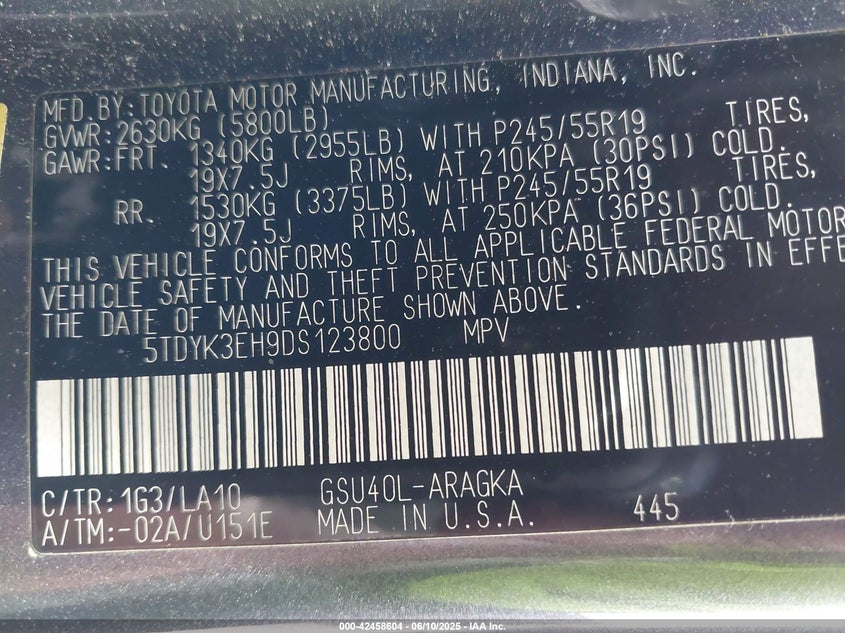 MFD.BY:TOYOTA MOTOR MANUFACTURING, INDIANA, INC.
GVWR:2630KG (5800LB)
GAWR:FRT. 1340KG (2955LB) WITH P245/55R19 TIRES,
19X7.5J RIMS, AT 210KPA (30PSI) COLD.
RR. 1530KG (3375LB) WITH P245/55R19 TIRES,
19X7.5J RIMS, AT 250KPA (36PSI) COLD.
THIS VEHICLE CONFORMS TO ALL APPLICABLE FEDERAL MOTOR
VEHICLE SAFETY AND THEFT PREVENTION STANDARDS IN EFFE
THE DATE OF MANUFACTURE SHOWN ABOVE.
5TDYK3EH9DS123800 MPV
C/TR:1G3/LA10 GSU40L-ARAGKA
A/TM:-02A/U151E MADE IN U.S.A. 445
000-42458604 - 06/10/2025 - IAA Inc.